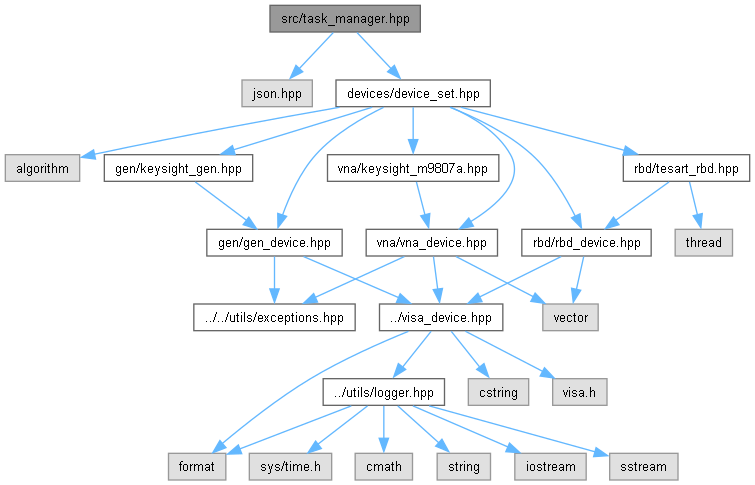 src/task_manager.hpp
json.hpp
devices/device_set.hpp
algorithm
gen/keysight_gen.hpp
vna/keysight_m9807a.hpp
rbd/tesart_rbd.hpp
gen/gen_device.hpp
vna/vna_device.hpp
rbd/rbd_device.hpp
thread
../../utils/exceptions.hpp
../visa_device.hpp
vector
../utils/logger.hpp
cstring
visa.h
format
sys/time.h
cmath
string
iostream
sstream